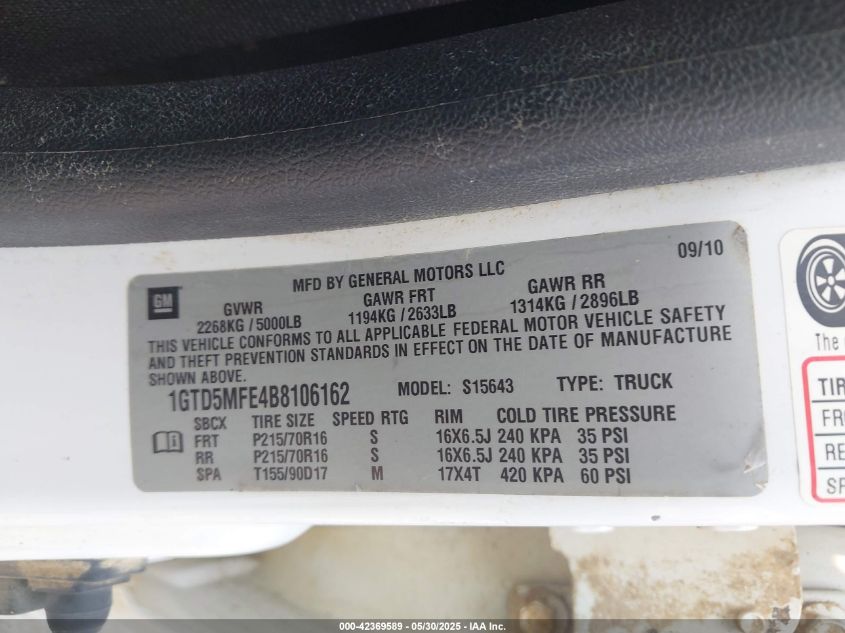 09/10
MFD BY GENERAL MOTORS LLC
GM
GVWR GAWR FRT GAWR RR
2268KG / 5000LB 1194KG / 2633LB 1314KG / 2896LB
THIS VEHICLE CONFORMS TO ALL APPLICABLE FEDERAL MOTOR VEHICLE SAFETY
AND THEFT PREVENTION STANDARDS IN EFFECT ON THE DATE OF MANUFACTURE
SHOWN ABOVE.
1GTD5MFE4B8106162 MODEL: S15643 TYPE: TRUCK
SBCX TIRE SIZE SPEED RTG RIM COLD TIRE PRESSURE
FRT P215/70R16 S 16X6.5J 240 KPA 35 PSI
RR P215/70R16 S 16X6.5J 240 KPA 35 PSI
SPA T155/90D17 M 17X4T 420 KPA 60 PSI
The
TIR
FRO
RE
SP
000-42369589 - 05/30/2025 - IAA Inc.